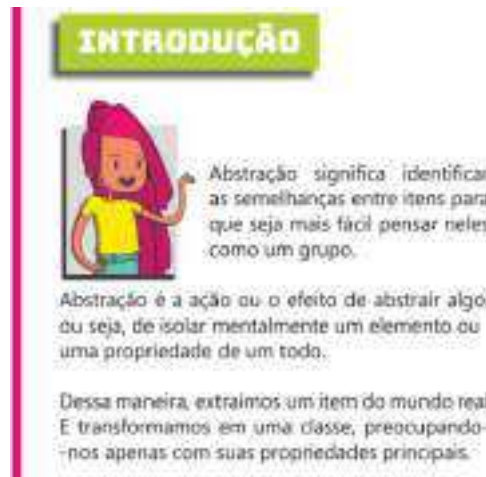 INTRODUÇÃO
Abstração significa identificar
as semelhanças entre itens para
que seja mais fácil pensar neles
como um grupo.
Abstração é a ação ou o efeito de abstrair algo
ou seja, de isolar mentalmente um elemento ou
uma propriedade de um todo.
Dessa maneira, extraímos um item do mundo real
E transformamos em uma classe, preocupando-
-nos apenas com suas propriedades principais.